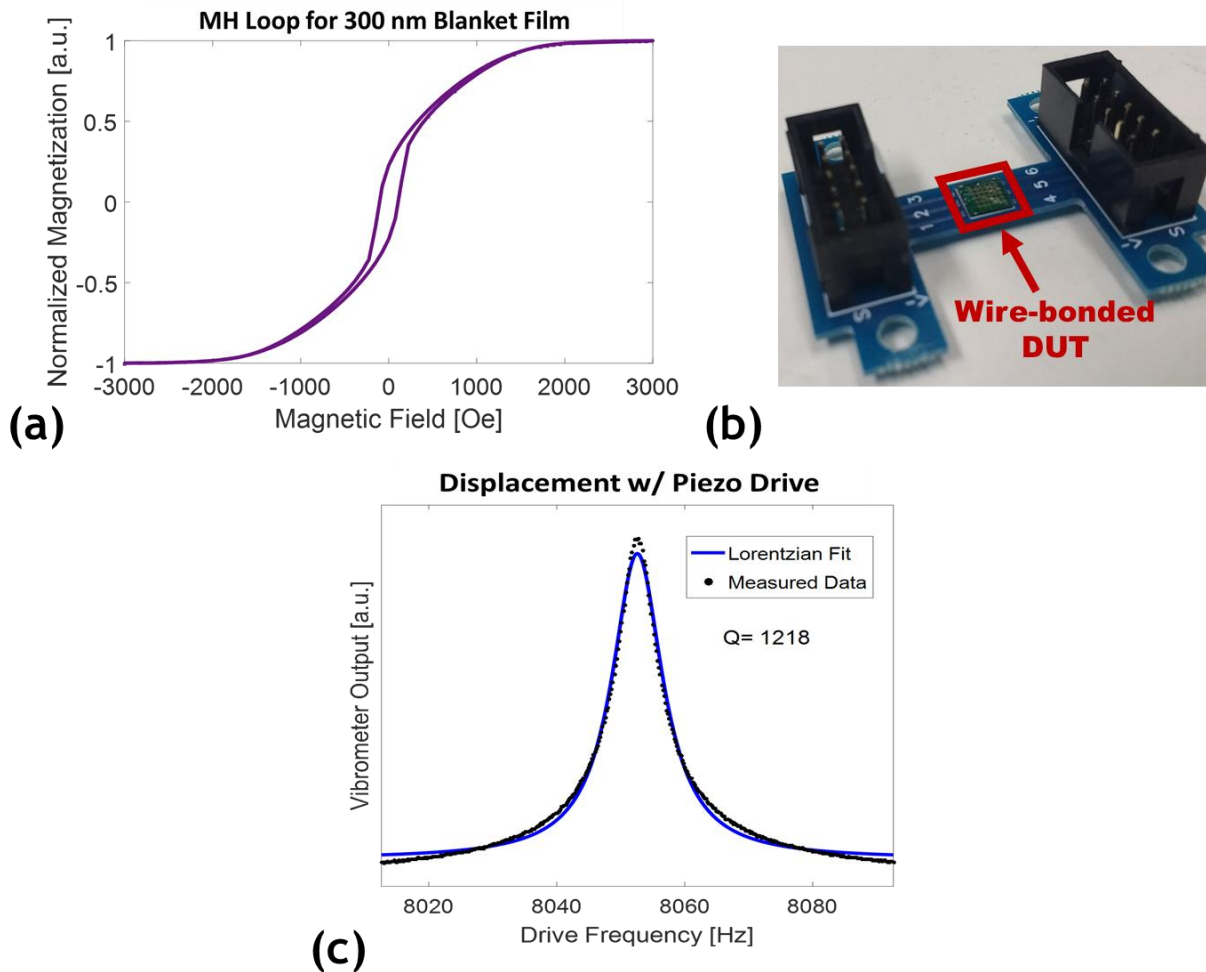 MH Loop for 300 nm Blanket Film
Normalized Magnetization [a.u.]
1
0.5
0
-0.5
-1
-3000 -2000 -1000 0 1000 2000 3000
Magnetic Field [Oe]
(a)
1 2 3
4 5 6
S V
V S
Wire-bonded
DUT
(b)
Displacement w/ Piezo Drive
Vibrometer Output [a.u.]
Lorentzian Fit
Measured Data
Q= 1218
8020 8040 8060 8080
Drive Frequency [Hz]
(c)